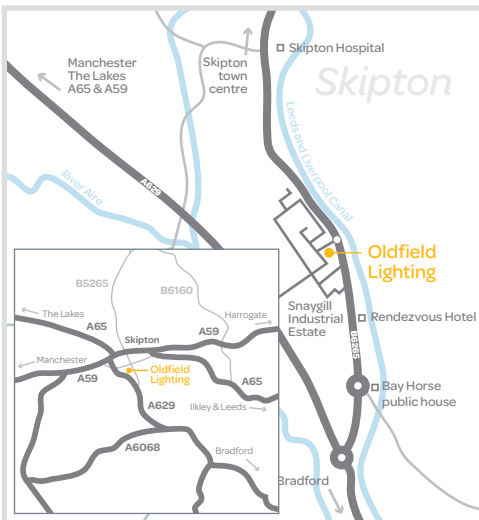 Manchester
The Lakes
A65 & A59
Skipton
town
centre
Skipton Hospital
Skipton
Leeds and Liverpool Canal
River Aire
A629
Oldfield
Lighting
Snaygill
Industrial
Estate
Rendezvous Hotel
B6265
Bay Horse
public house
Bradford
B5265
B6160
The Lakes
A65
Skipton
A59
Harrogate
Manchester
A59
Oldfield
Lighting
A65
Ilkley & Leeds
A629
A6068
Bradford